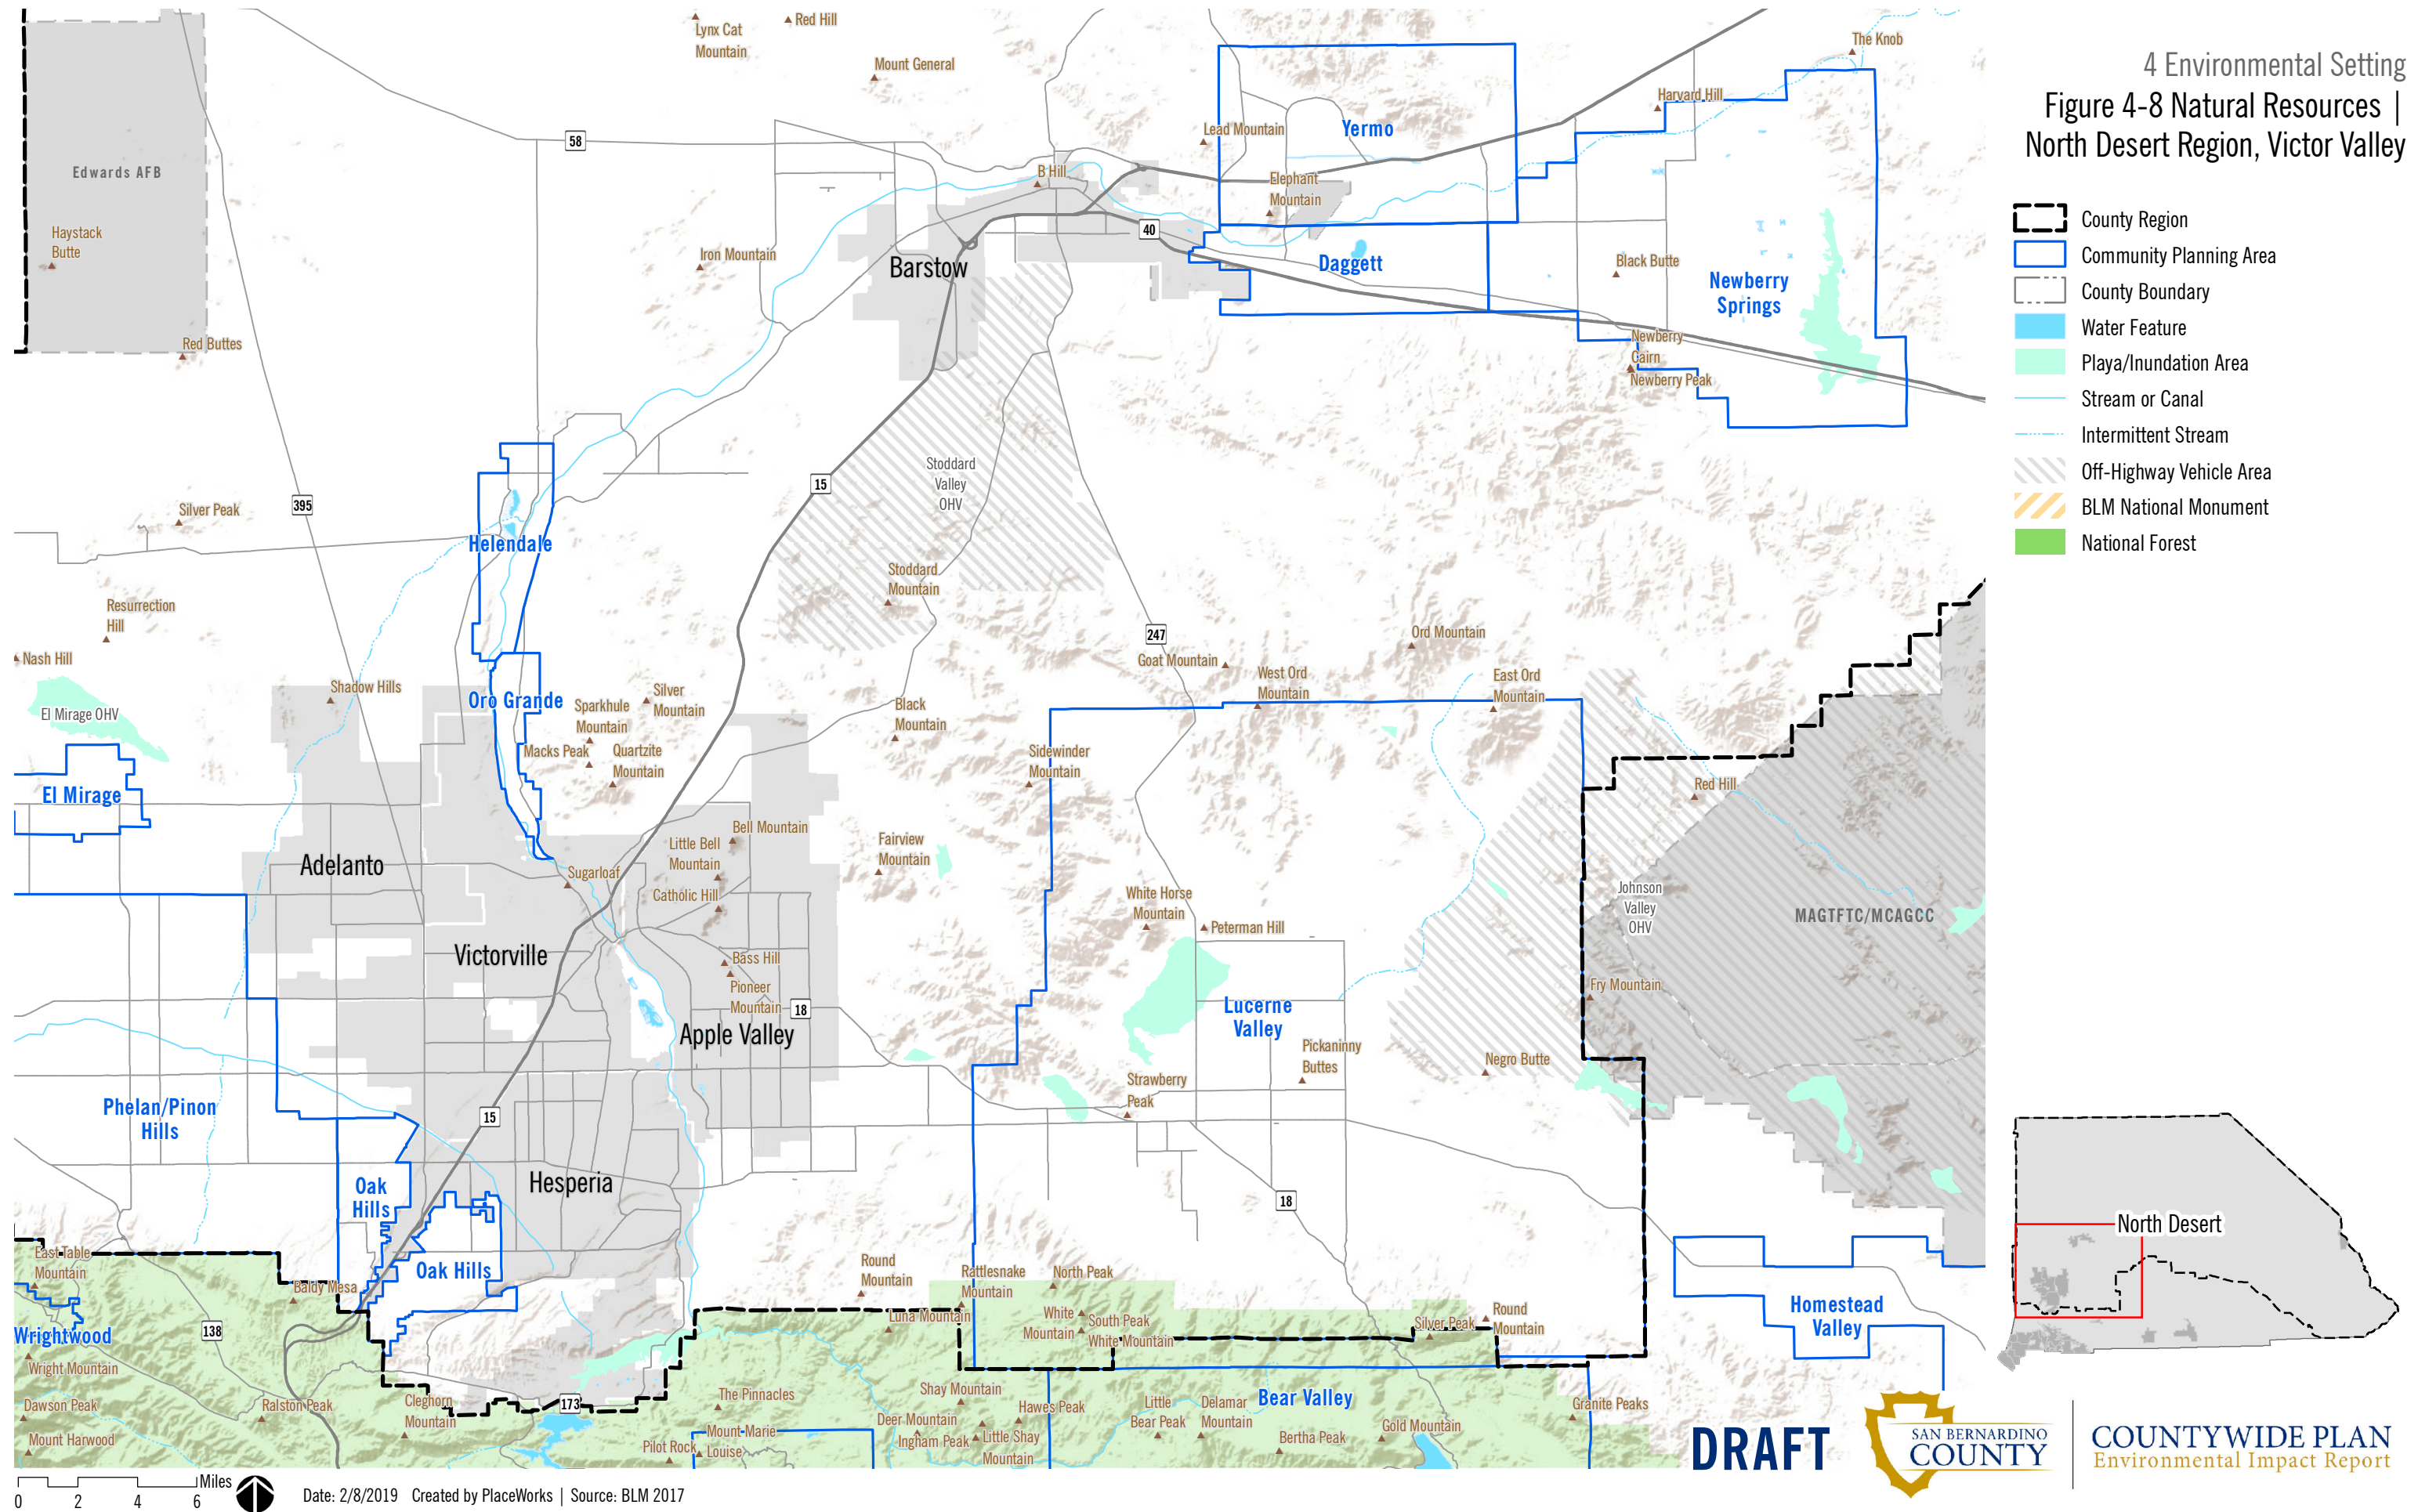 4 Environmental Setting
Figure 4-8 Natural Resources |
North Desert Region, Victor Valley
County Region
Community Planning Area
County Boundary
Water Feature
Playa/Inundation Area
Stream or Canal
Intermittent Stream
Off-Highway Vehicle Area
BLM National Monument
National Forest
Lynx Cat
Mountain
Red Hill
Mount General
The Knob
Harvard Hill
Lead Mountain
Yermo
58
Edwards AFB
B Hill
Elephant
Mountain
Haystack
Butte
40
Iron Mountain
Barstow
Daggett
Black Butte
Newberry
Springs
Red Buttes
Newberry
Cairn
Newberry Peak
Stoddard
Valley
OHV
15
395
Silver Peak
Helendale
Stoddard
Mountain
Resurrection
Hill
247
Ord Mountain
Nash Hill
Goat Mountain
West Ord
Mountain
East Ord
Mountain
Shadow Hills
Oro Grande
Silver
Mountain
Sparkhule
Mountain
El Mirage OHV
Black
Mountain
Macks Peak
Quartzite
Mountain
Sidewinder
Mountain
Red Hill
El Mirage
Bell Mountain
Little Bell
Mountain
Fairview
Mountain
Adelanto
Sugarloaf
Catholic Hill
White Horse
Mountain
Peterman Hill
Johnson
Valley
OHV
MAGTFTC/MCAGCC
Victorville
Bass Hill
Pioneer
Mountain
18
Fry Mountain
Lucerne
Valley
Apple Valley
Pickaninny
Buttes
Negro Butte
Strawberry
Peak
Phelan/Pinon
Hills
15
Oak
Hills
Hesperia
18
North Desert
East Table
Mountain
Oak Hills
Baldy Mesa
Round
Mountain
Rattlesnake
Mountain
North Peak
Luna Mountain
White
Mountain
South Peak
White Mountain
Silver Peak
Round
Mountain
Homestead
Valley
Wrightwood
138
Wright Mountain
Dawson Peak
Mount Harwood
Ralston Peak
Cleghorn
Mountain
173
The Pinnacles
Shay Mountain
Hawes Peak
Little
Bear Peak
Delamar
Mountain
Bear Valley
Granite Peaks
Deer Mountain
Ingham Peak
Little Shay
Mountain
Mount Marie
Louise
Pilot Rock
Bertha Peak
Gold Mountain
DRAFT
SAN BERNARDINO
COUNTY
COUNTYWIDE PLAN
Environmental Impact Report
Miles
0 2 4 6
Date: 2/8/2019 Created by PlaceWorks | Source: BLM 2017